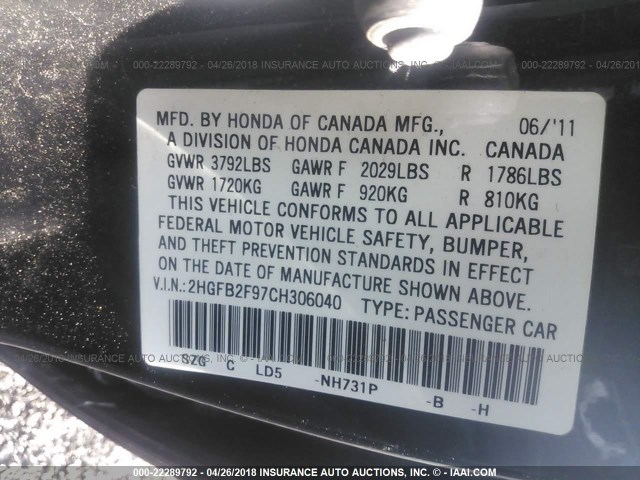 000-22289792 - 04/26/2018 INSURANCE AUTO AUCTIONS, INC. - © - IAAI.COM
MFD. BY HONDA OF CANADA MFG., 06/'11
A DIVISION OF HONDA CANADA INC. CANADA
GVWR 3792LBS GAWR F 2029LBS R 1786LBS
GVWR 1720KG GAWR F 920KG R 810KG
THIS VEHICLE CONFORMS TO ALL APPLICABLE
FEDERAL MOTOR VEHICLE SAFETY, BUMPER,
AND THEFT PREVENTION STANDARDS IN EFFECT
ON THE DATE OF MANUFACTURE SHOWN ABOVE.
V.I.N.: 2HGFB2F97CH306040 TYPE: PASSENGER CAR
SZG C LD5 -NH731P -B -H
000-22289792 - 04/26/2018 INSURANCE AUTO AUCTIONS, INC. - © - IAAI.COM